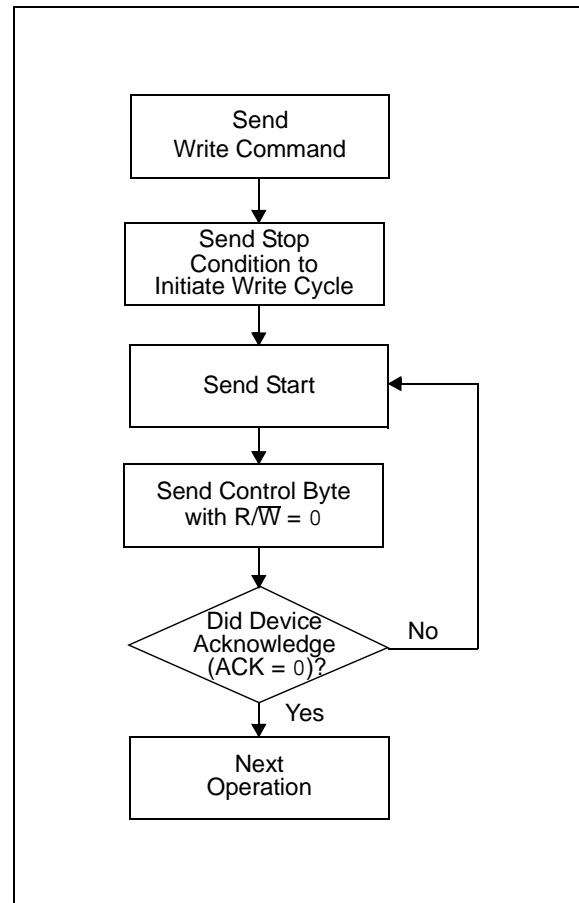 Send
Write Command
Send Stop
Condition to
Initiate Write Cycle
Send Start
Send Control Byte
with R/W̅ = 0
Did Device
Acknowledge
(ACK = 0)?
No
Yes
Next
Operation